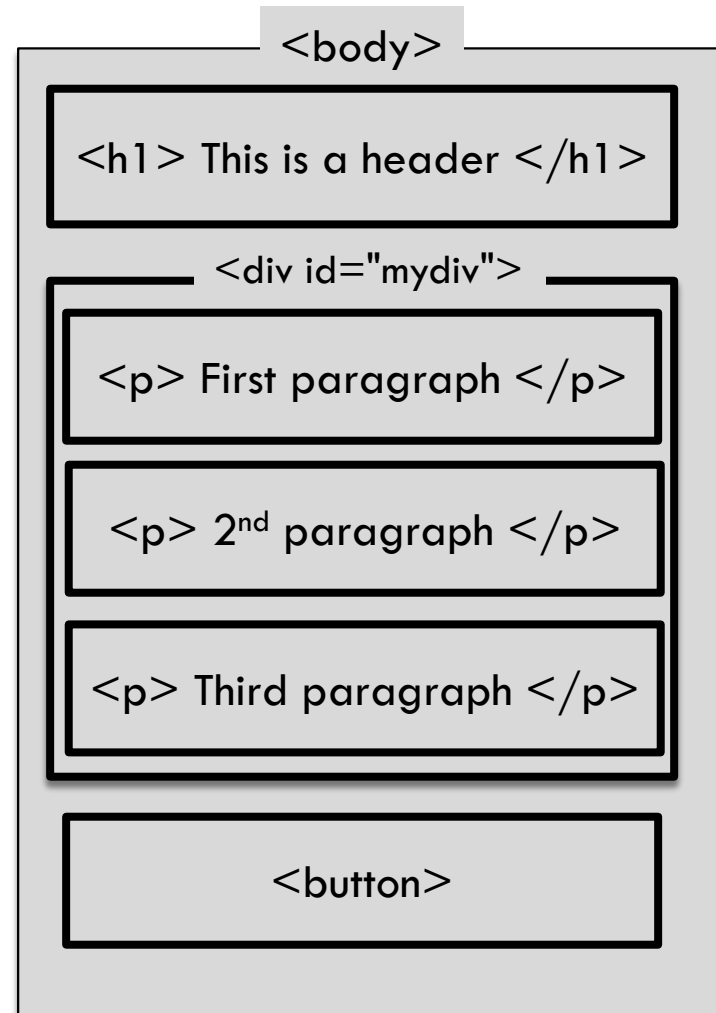 <body>
<h1> This is a header </h1>
<div id="mydiv">
<p> First paragraph </p>
<p> 2nd paragraph </p>
<p> Third paragraph </p>
<button>